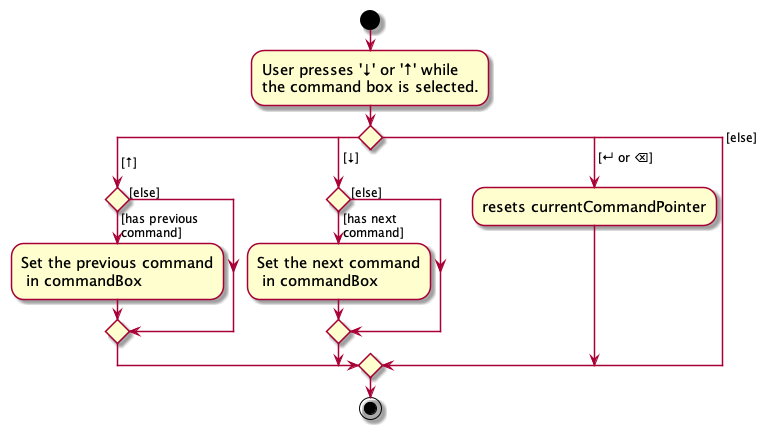 User presses '↓' or '↑' while
the command box is selected.
[else]
[↑]
[↓]
[↵ or ⌫]
[else]
[else]
[has previous
command]
[has next
command]
resets currentCommandPointer
Set the previous command
in commandBox
Set the next command
in commandBox